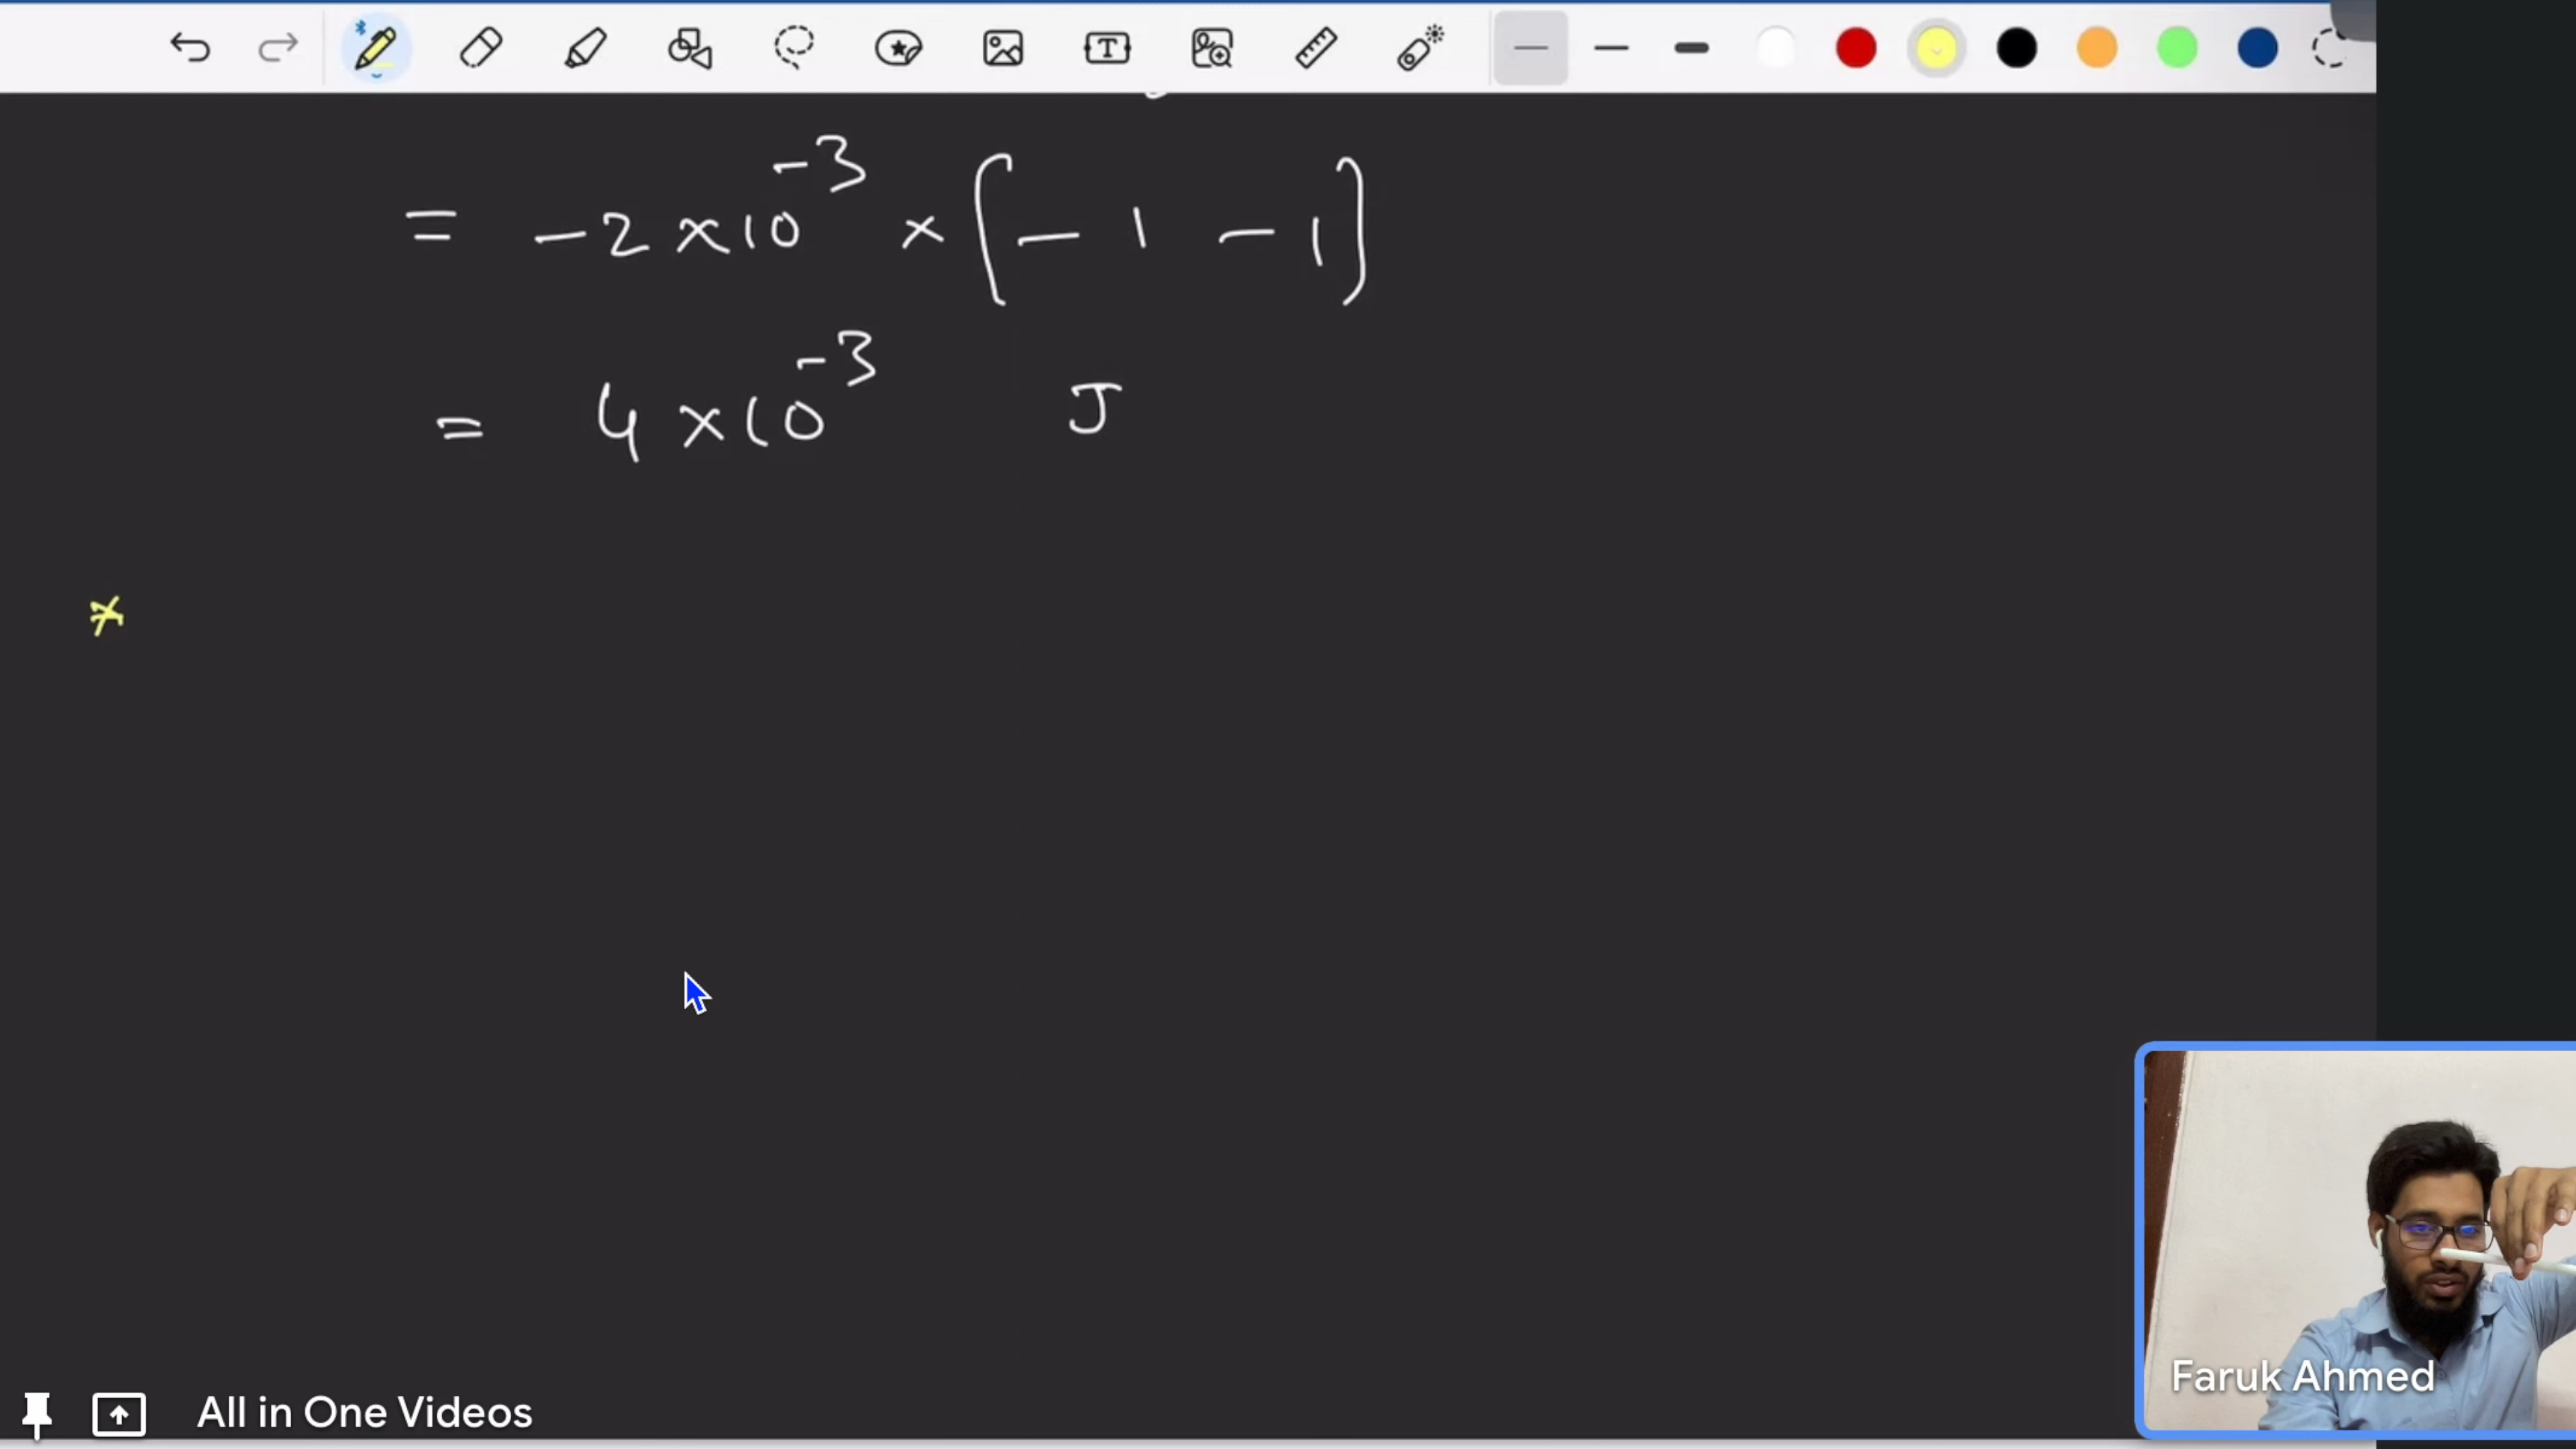 = -2 × 10⁻³ × (-1 -1)
= 4 × 10⁻³ J
*
All in One Videos
Faruk Ahmed